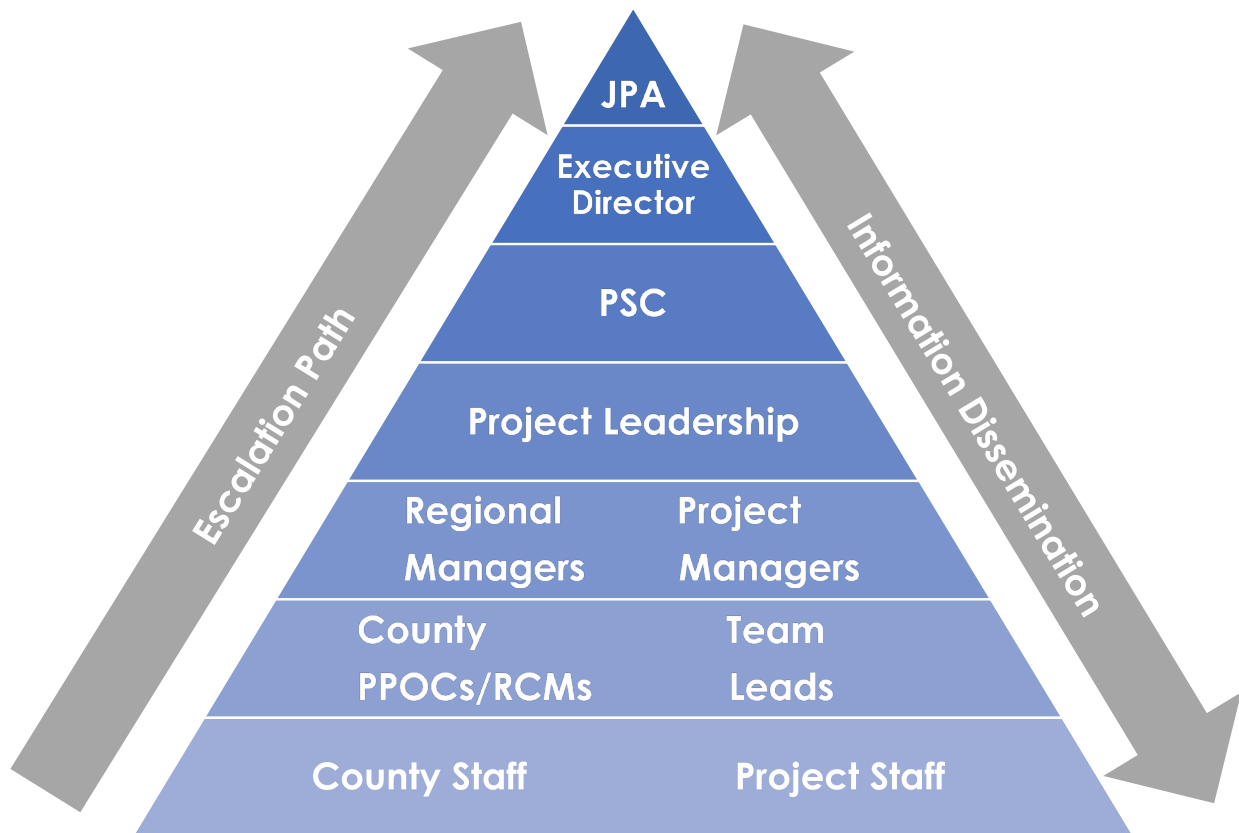 JPA
Executive
Director
PSC
Project Leadership
Regional
Managers
Project
Managers
County
PPOCs/RCMs
Team
Leads
County Staff
Project Staff
Escalation Path
Information Dissemination